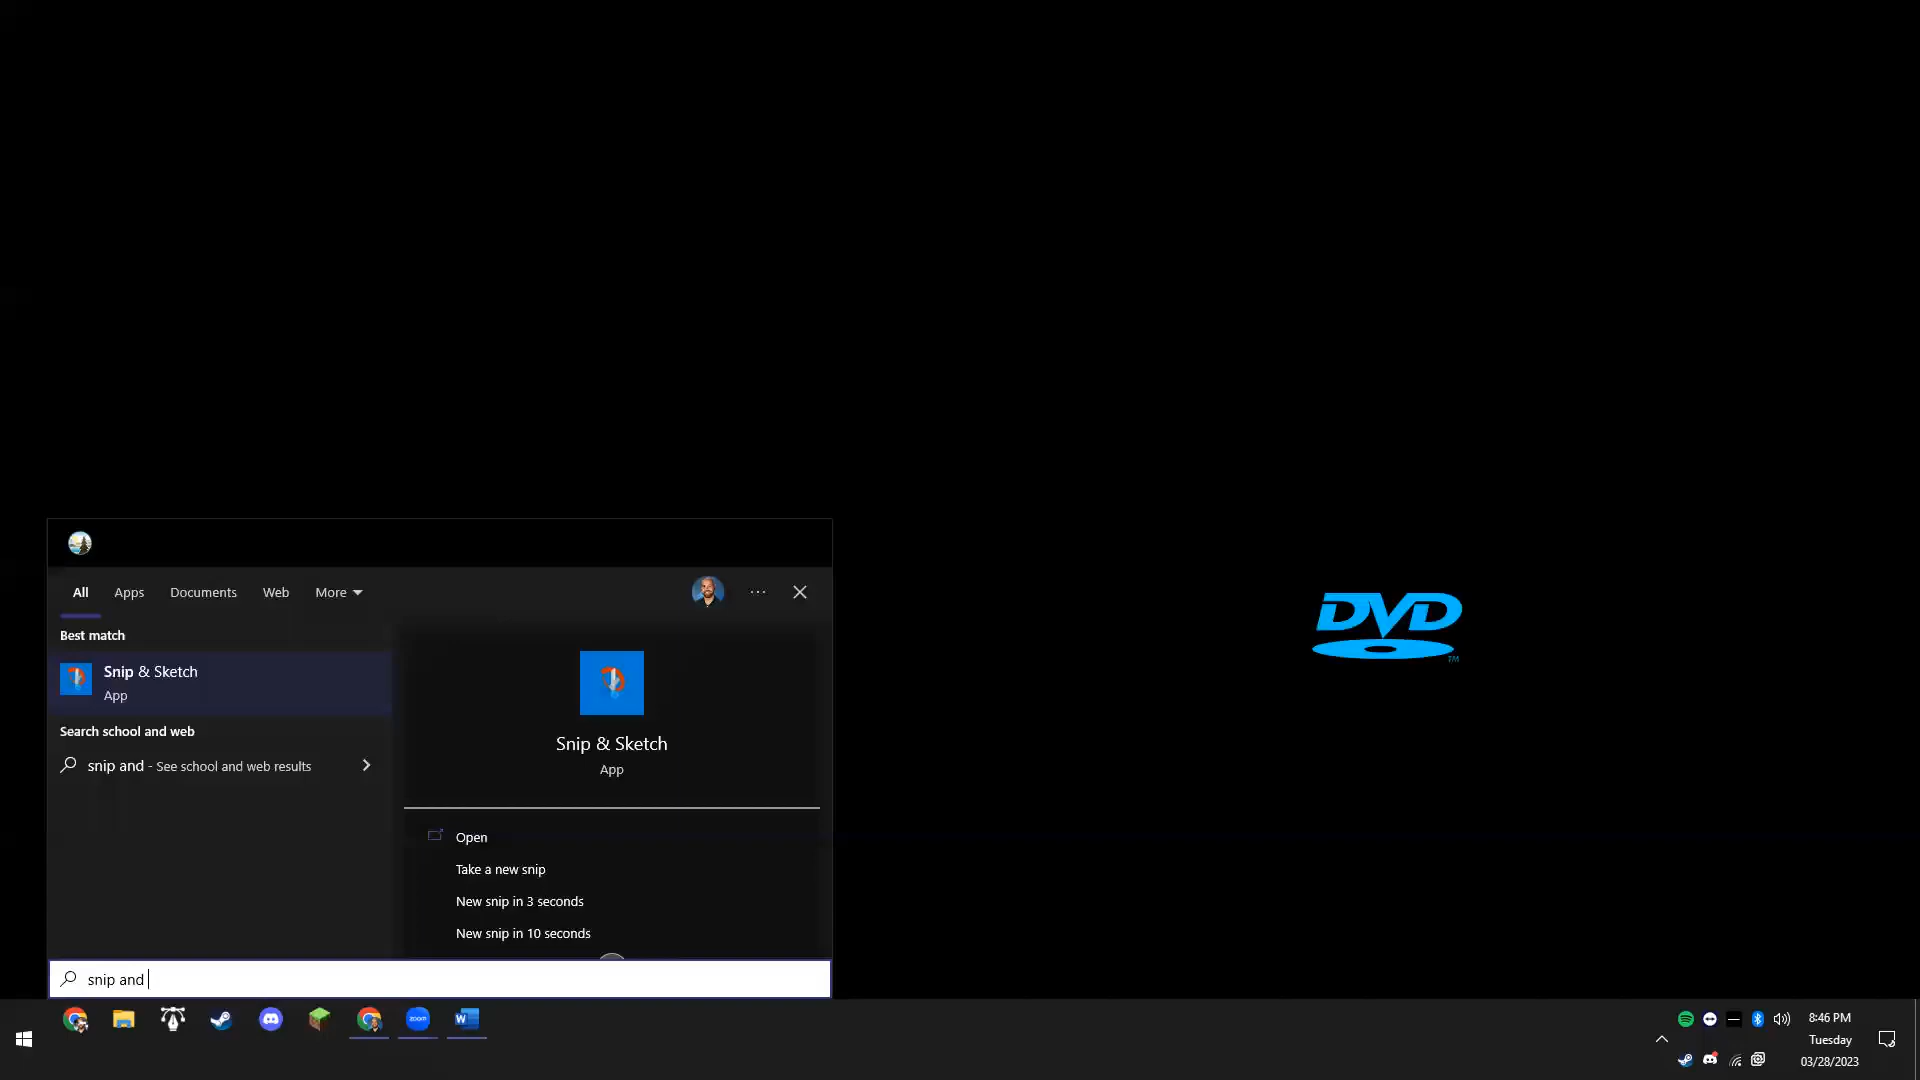 All Apps Documents Web More
Best match
Snip & Sketch
App
Search school and web
snip and - See school and web results
Snip & Sketch
App
Open
Take a new snip
New snip in 3 seconds
New snip in 10 seconds
snip and
DVD
TM
zoom
W
8:46 PM
Tuesday
03/28/2023